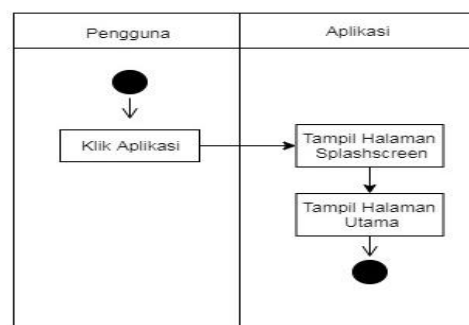 Pengguna
Aplikasi
Klik Aplikasi
Tampil Halaman
Splashscreen
Tampil Halaman
Utama